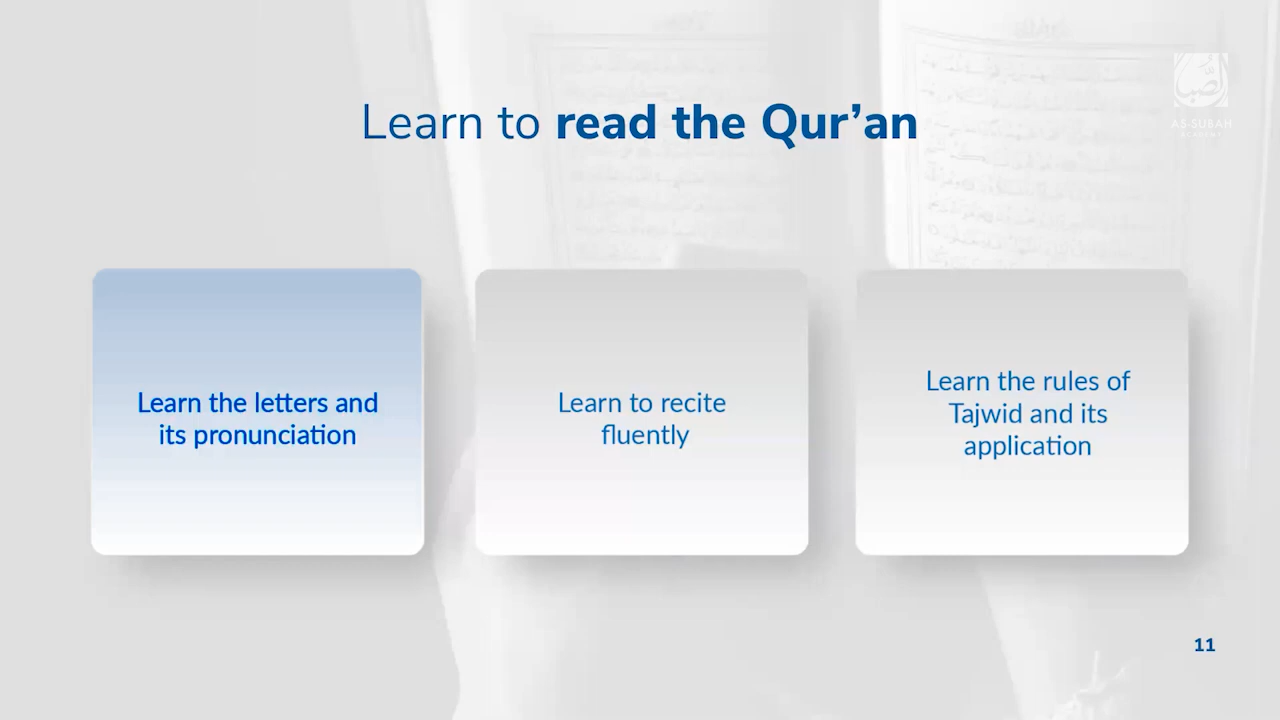 Learn to read the Qur’an
AS-SUBAH
ACADEMY
Learn the letters and
its pronunciation
Learn to recite
fluently
Learn the rules of
Tajwid and its
application
11